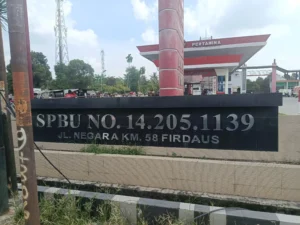 PERTAMINA
SPBU NO. 14.205.1139
JL. NEGARA KM. 58 FIRDAUS